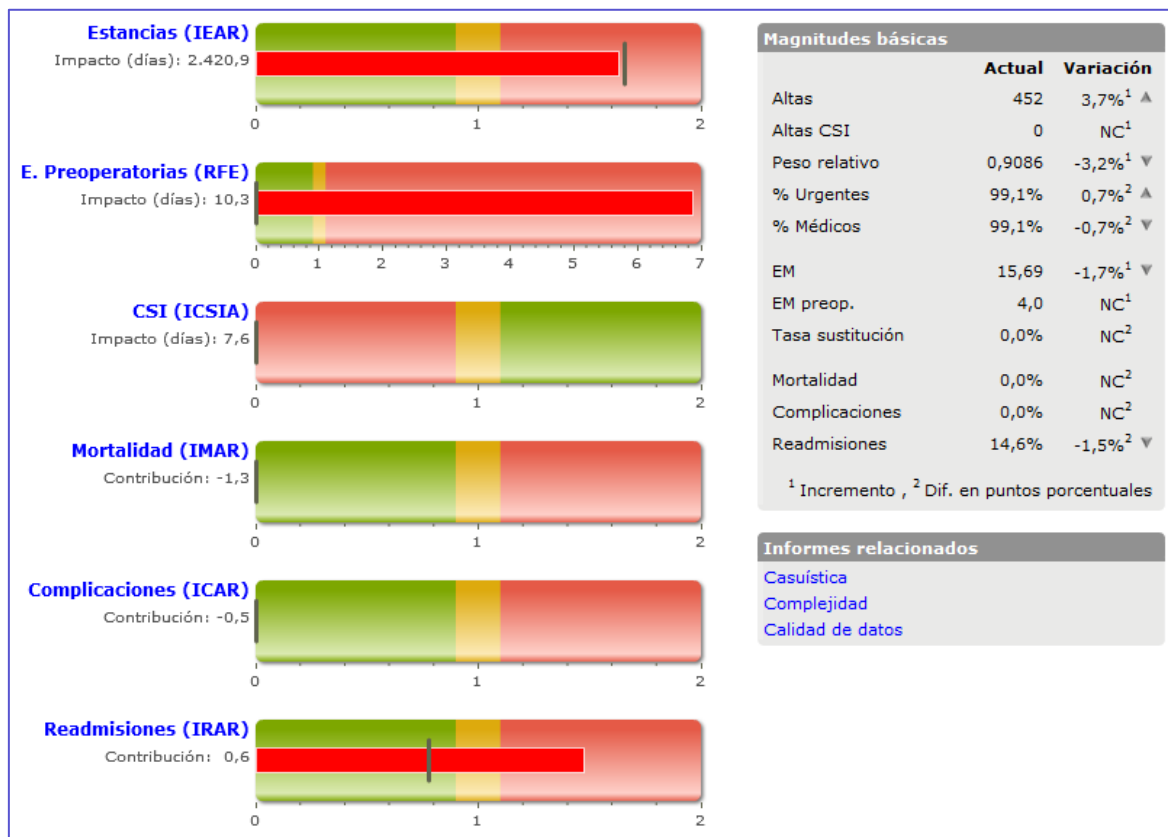 Estancias (IEAR)
Impacto (días): 2.420,9
0 1 2
E. Preoperatorias (RFE)
Impacto (días): 10,3
0 1 2 3 4 5 6 7
CSI (ICSIA)
Impacto (días): 7,6
0 1 2
Mortalidad (IMAR)
Contribución: -1,3
0 1 2
Complicaciones (ICAR)
Contribución: -0,5
0 1 2
Readmisiones (IRAR)
Contribución: 0,6
0 1 2
Magnitudes básicas
Actual Variación
Altas 452 3,7%¹ ▲
Altas CSI 0 NC¹
Peso relativo 0,9086 -3,2%¹ ▼
% Urgentes 99,1% 0,7%² ▲
% Médicos 99,1% -0,7%² ▼
EM 15,69 -1,7%¹ ▼
EM preop. 4,0 NC¹
Tasa sustitución 0,0% NC²
Mortalidad 0,0% NC²
Complicaciones 0,0% NC²
Readmisiones 14,6% -1,5%² ▼
¹ Incremento , ² Dif. en puntos porcentuales
Informes relacionados
Casuística
Complejidad
Calidad de datos